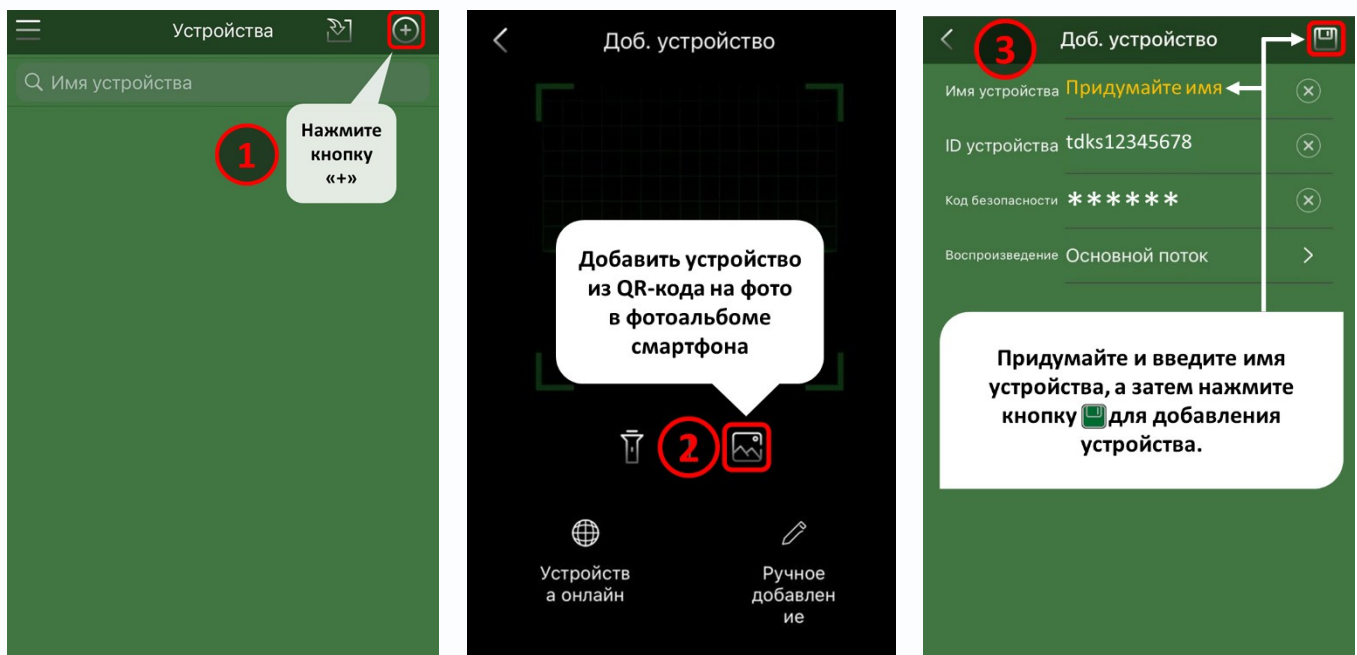 Устройства
Имя устройства
1
Нажмите
кнопку
«+»
Доб. устройство
Добавить устройство
из QR-кода на фото
в фотоальбоме
смартфона
2
Устройств
а онлайн
Ручное
добавлен
ие
3
Доб. устройство
Имя устройства Придумайте имя
ID устройства tdks12345678
Код безопасности ******
Воспроизведение Основной поток
Придумайте и введите имя
устройства, а затем нажмите
кнопку для добавления
устройства.